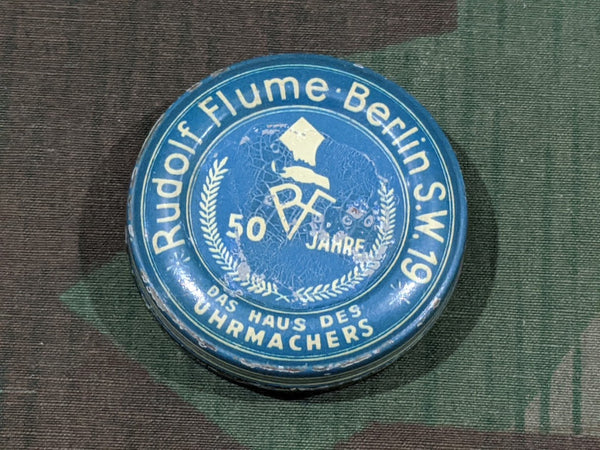 Rudolf Flume · Berlin S.W.19
RF
50 JAHRE
DAS HAUS DES
UHRMACHERS